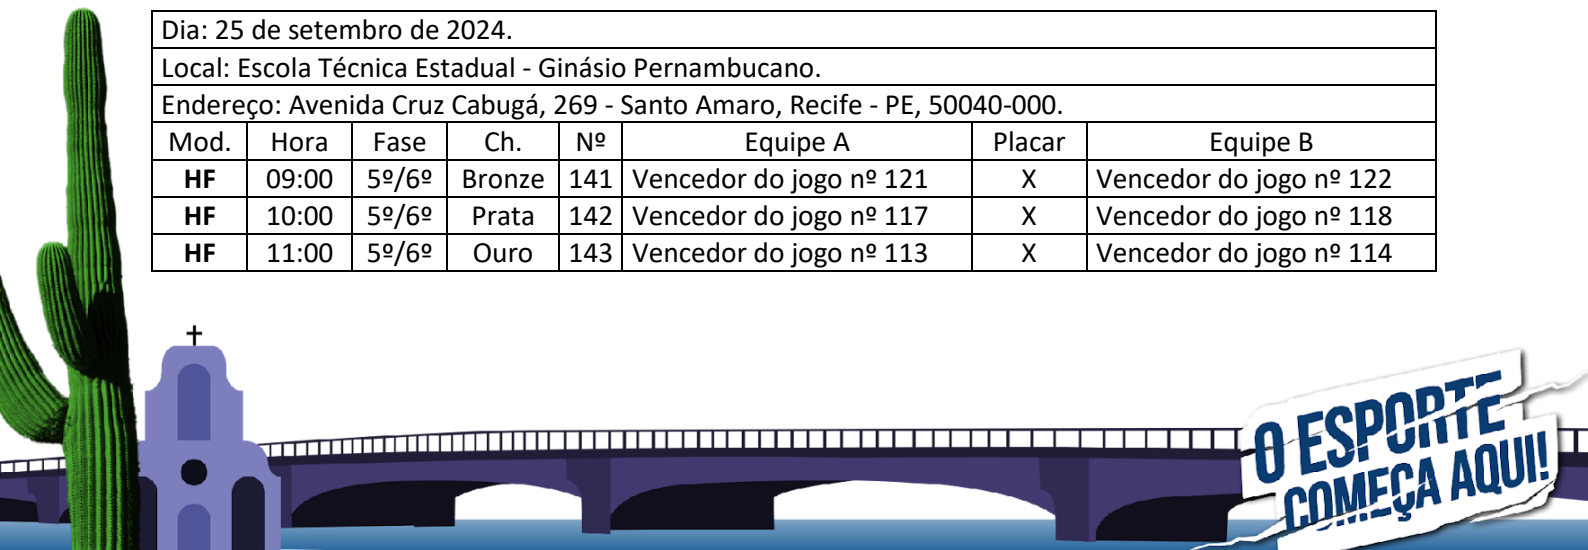 Dia: 25 de setembro de 2024.
Local: Escola Técnica Estadual - Ginásio Pernambucano.
Endereço: Avenida Cruz Cabugá, 269 - Santo Amaro, Recife - PE, 50040-000.
Mod. Hora Fase Ch. Nº Equipe A Placar Equipe B
HF 09:00 5º/6º Bronze 141 Vencedor do jogo nº 121 X Vencedor do jogo nº 122
HF 10:00 5º/6º Prata 142 Vencedor do jogo nº 117 X Vencedor do jogo nº 118
HF 11:00 5º/6º Ouro 143 Vencedor do jogo nº 113 X Vencedor do jogo nº 114
O ESPORTE
COMEÇA AQUI!